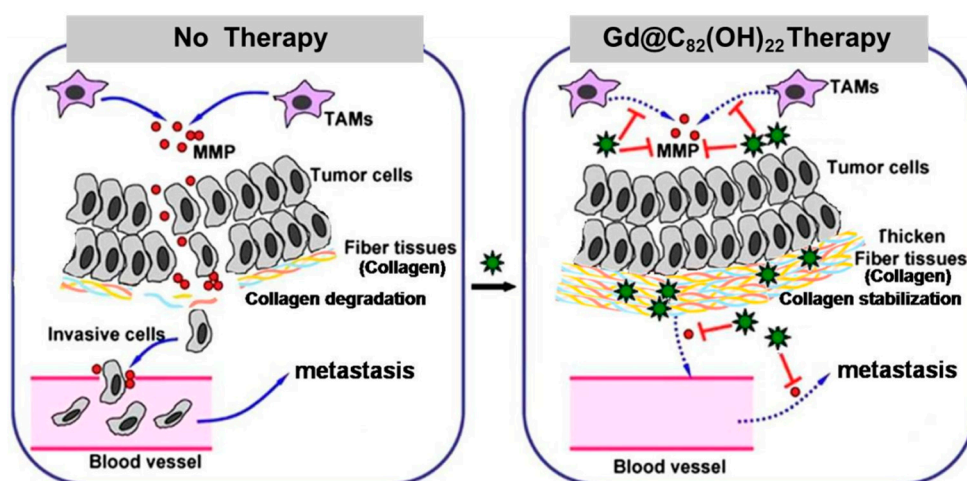 No Therapy
TAMs
MMP
Tumor cells
Fiber tissues
(Collagen)
Collagen degradation
Invasive cells
metastasis
Blood vessel
Gd@C₈₂(OH)₂₂ Therapy
TAMs
MMP
Tumor cells
Thicken
Fiber tissues
(Collagen)
Collagen stabilization
metastasis
Blood vessel